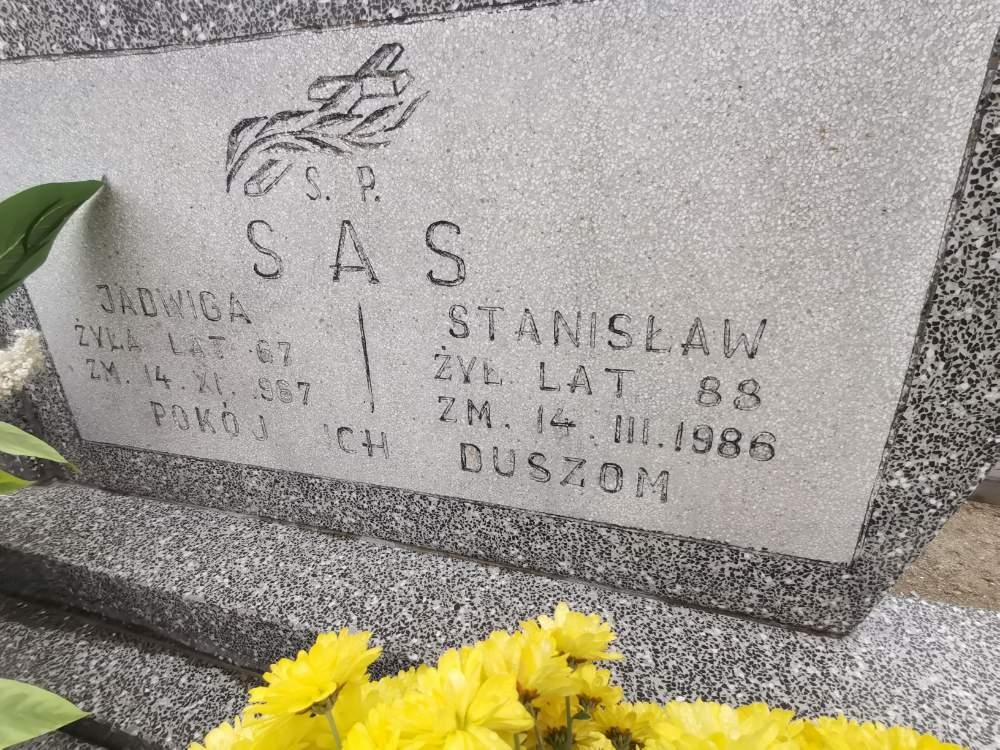 S. P.
SAS
JADWIGA
ŻYŁA LAT 67
ZM. 14. XI. 1967
STANISŁAW
ŻYŁ LAT 88
ZM. 14. III. 1986
POKÓJ ICH DUSZOM